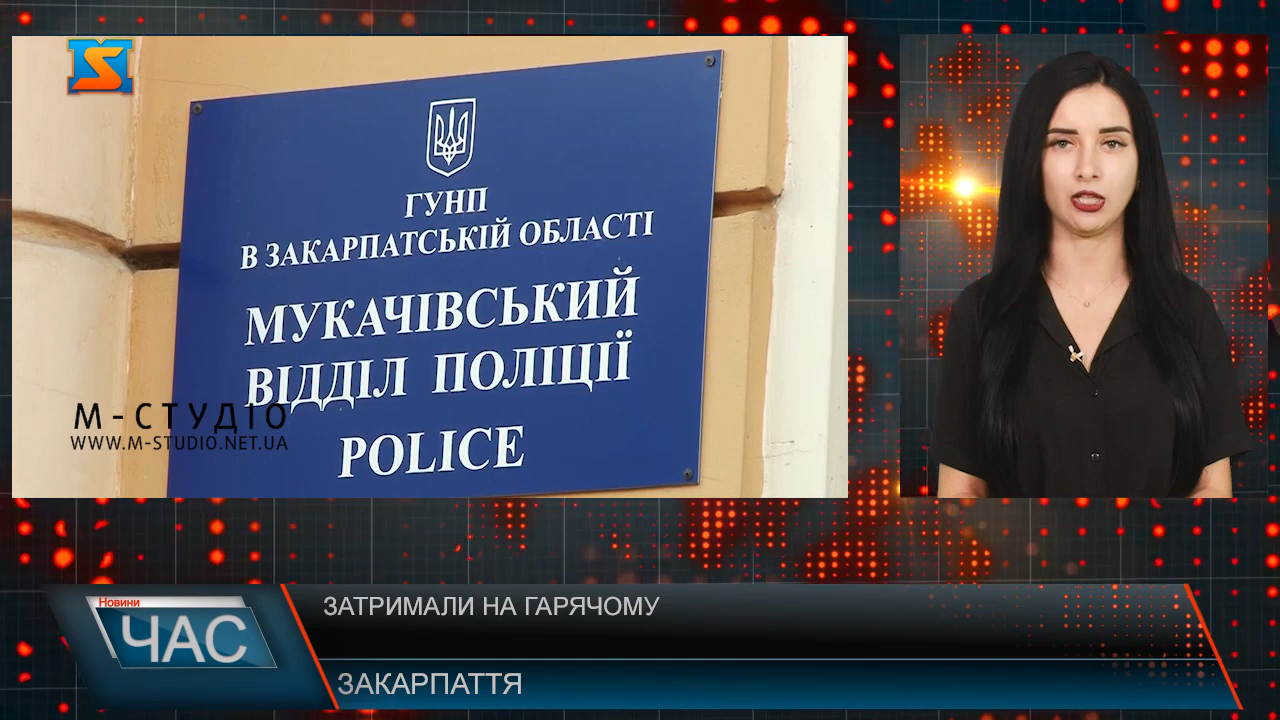 ГУНП
В ЗАКАРПАТСЬКІЙ ОБЛАСТІ
МУКАЧІВСЬКИЙ
ВІДДІЛ ПОЛІЦІЇ
POLICE
М-СТУДІО
WWW.M-STUDIO.NET.UA
Новини
ЧАС
ЗАТРИМАЛИ НА ГАРЯЧОМУ
ЗАКАРПАТТЯ